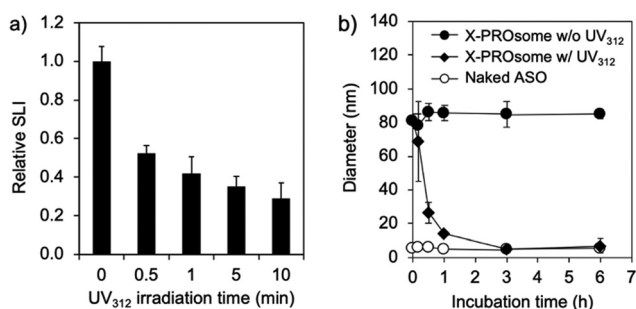 a)
1.2
1.0
0.8
0.6
0.4
0.2
0.0
Relative SLI
0 0.5 1 5 10
UV312 irradiation time (min)
b)
140
120
100
80
60
40
20
0
Diameter (nm)
X-PROsome w/o UV312
X-PROsome w/ UV312
Naked ASO
0 1 2 3 4 5 6 7
Incubation time (h)